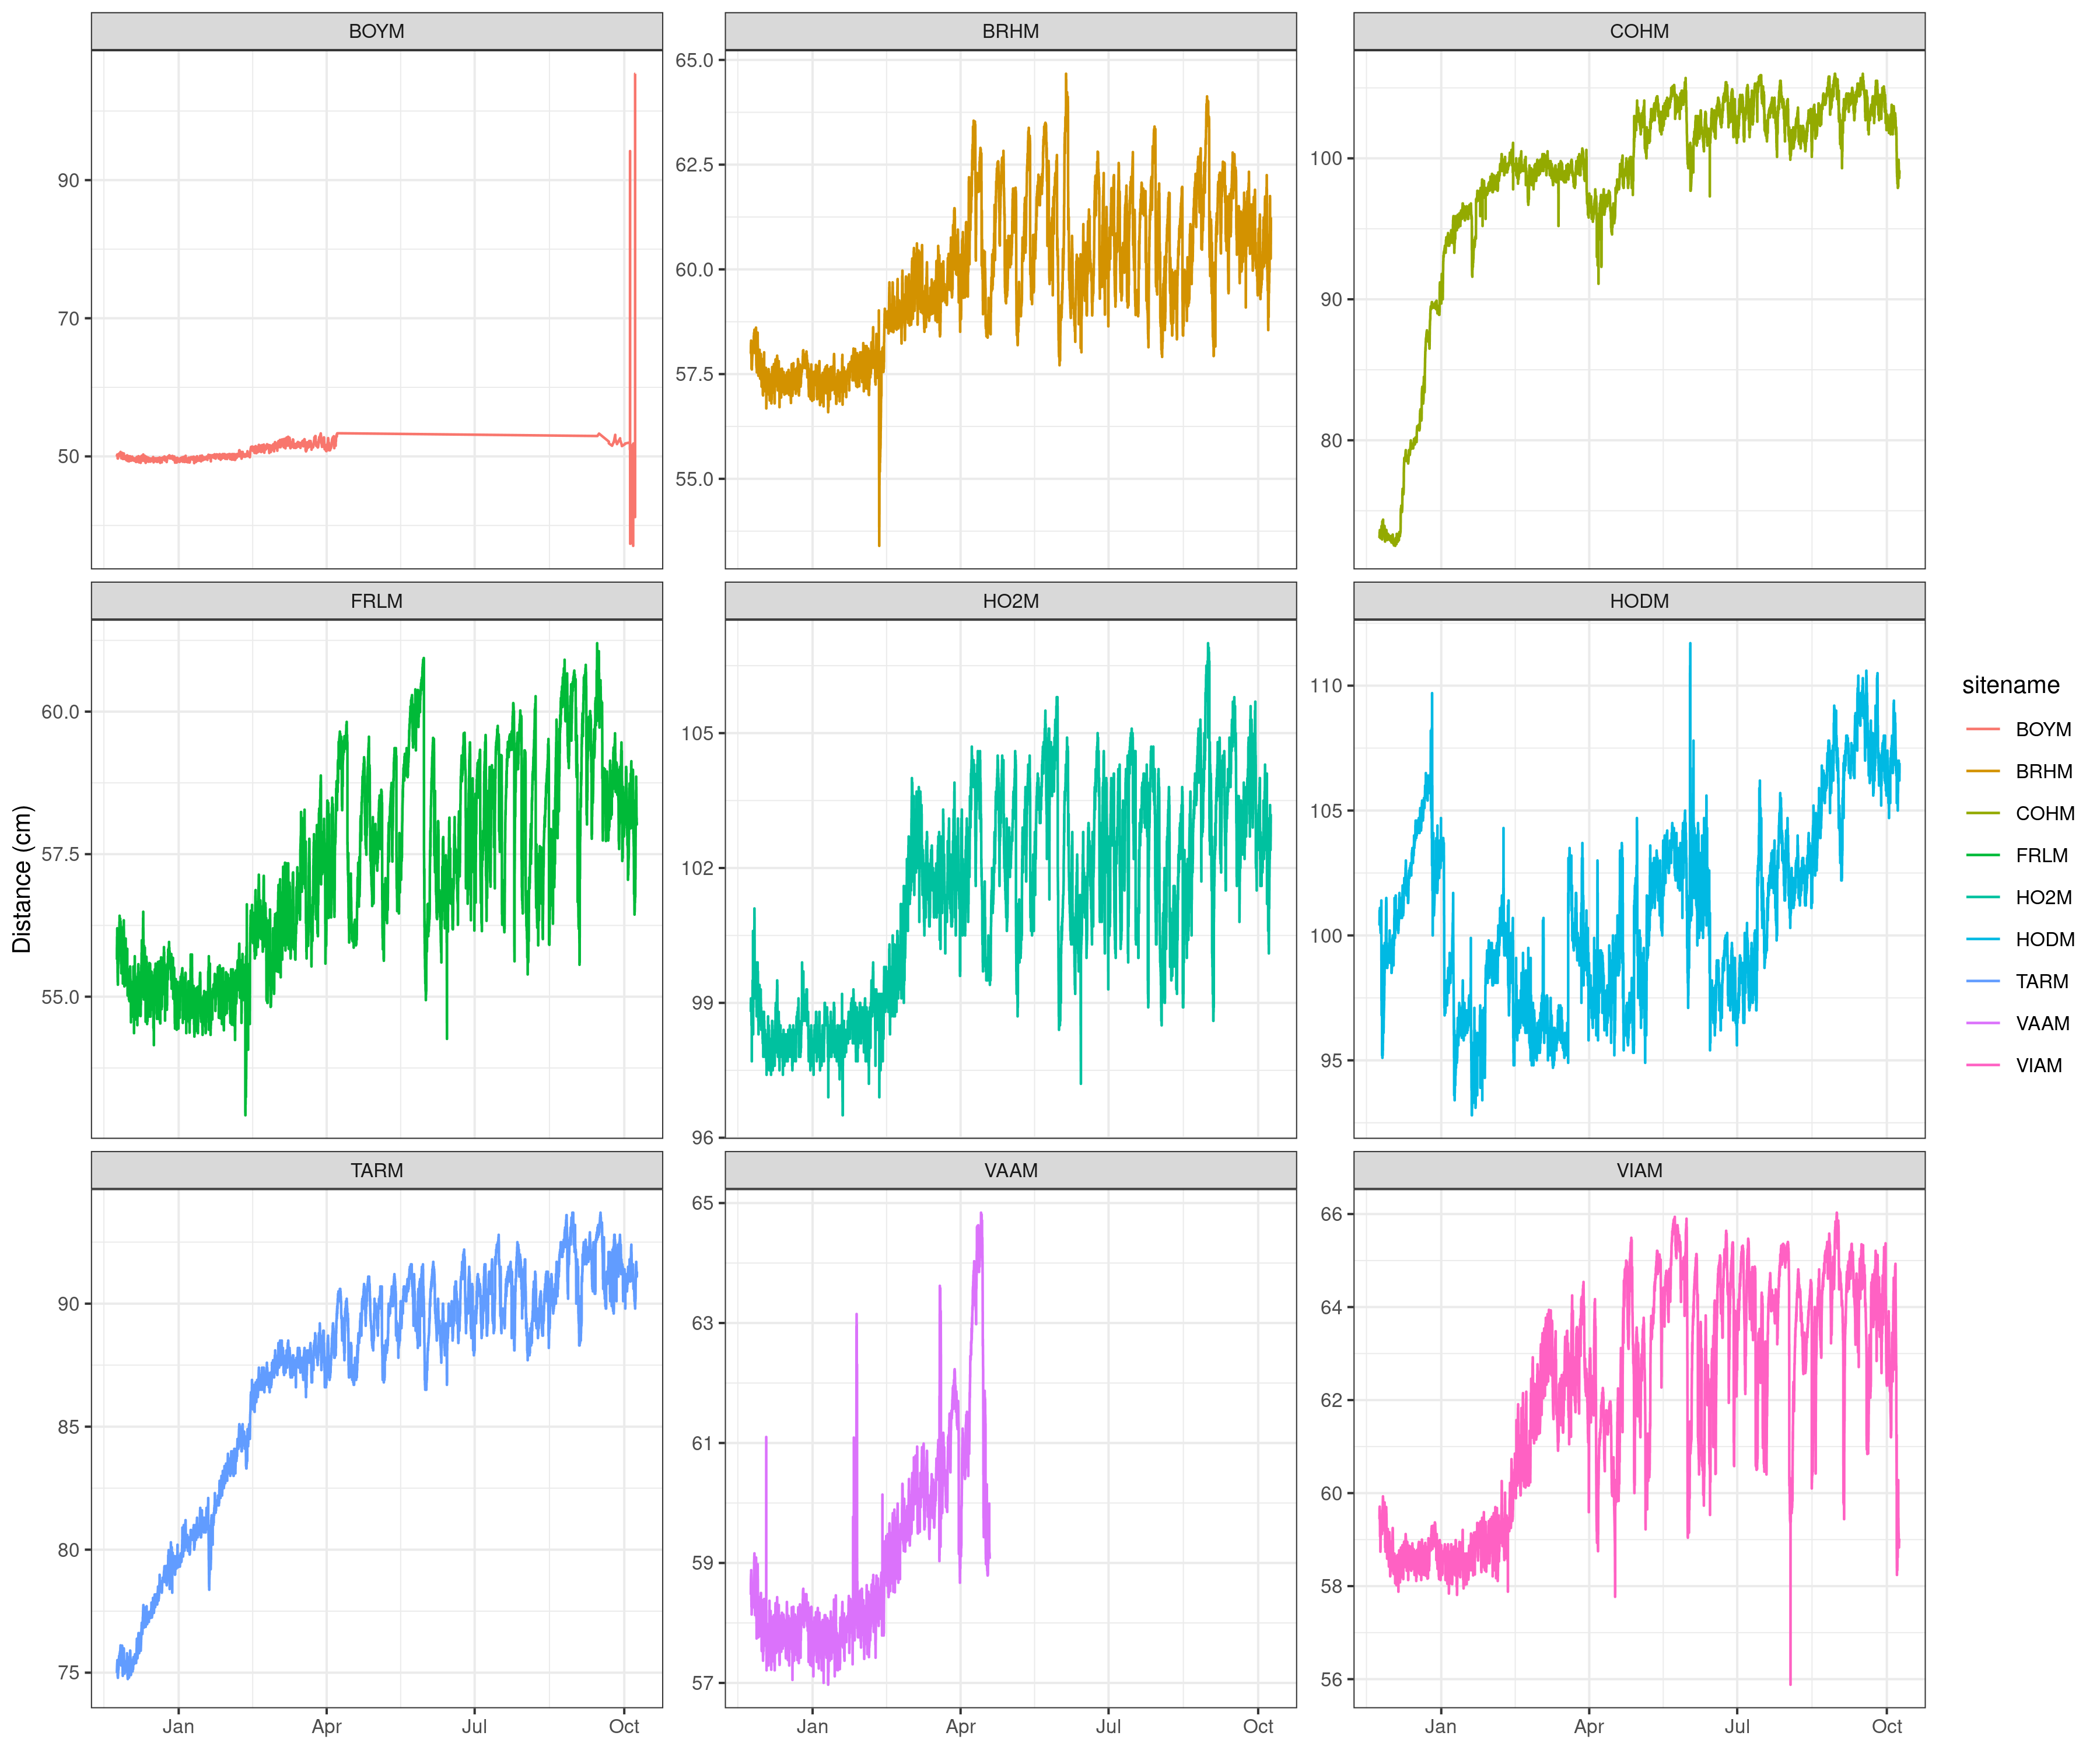 BOYM
BRHM
COHM
90
70
50
65.0
62.5
60.0
57.5
55.0
100
90
80
FRLM
HO2M
HODM
60.0
57.5
55.0
105
102
99
96
110
105
100
95
TARM
VAAM
VIAM
90
85
80
75
65
63
61
59
57
66
64
62
60
58
56
Jan Apr Jul Oct
Jan Apr Jul Oct
Jan Apr Jul Oct
Distance (cm)
sitename
BOYM
BRHM
COHM
FRLM
HO2M
HODM
TARM
VAAM
VIAM